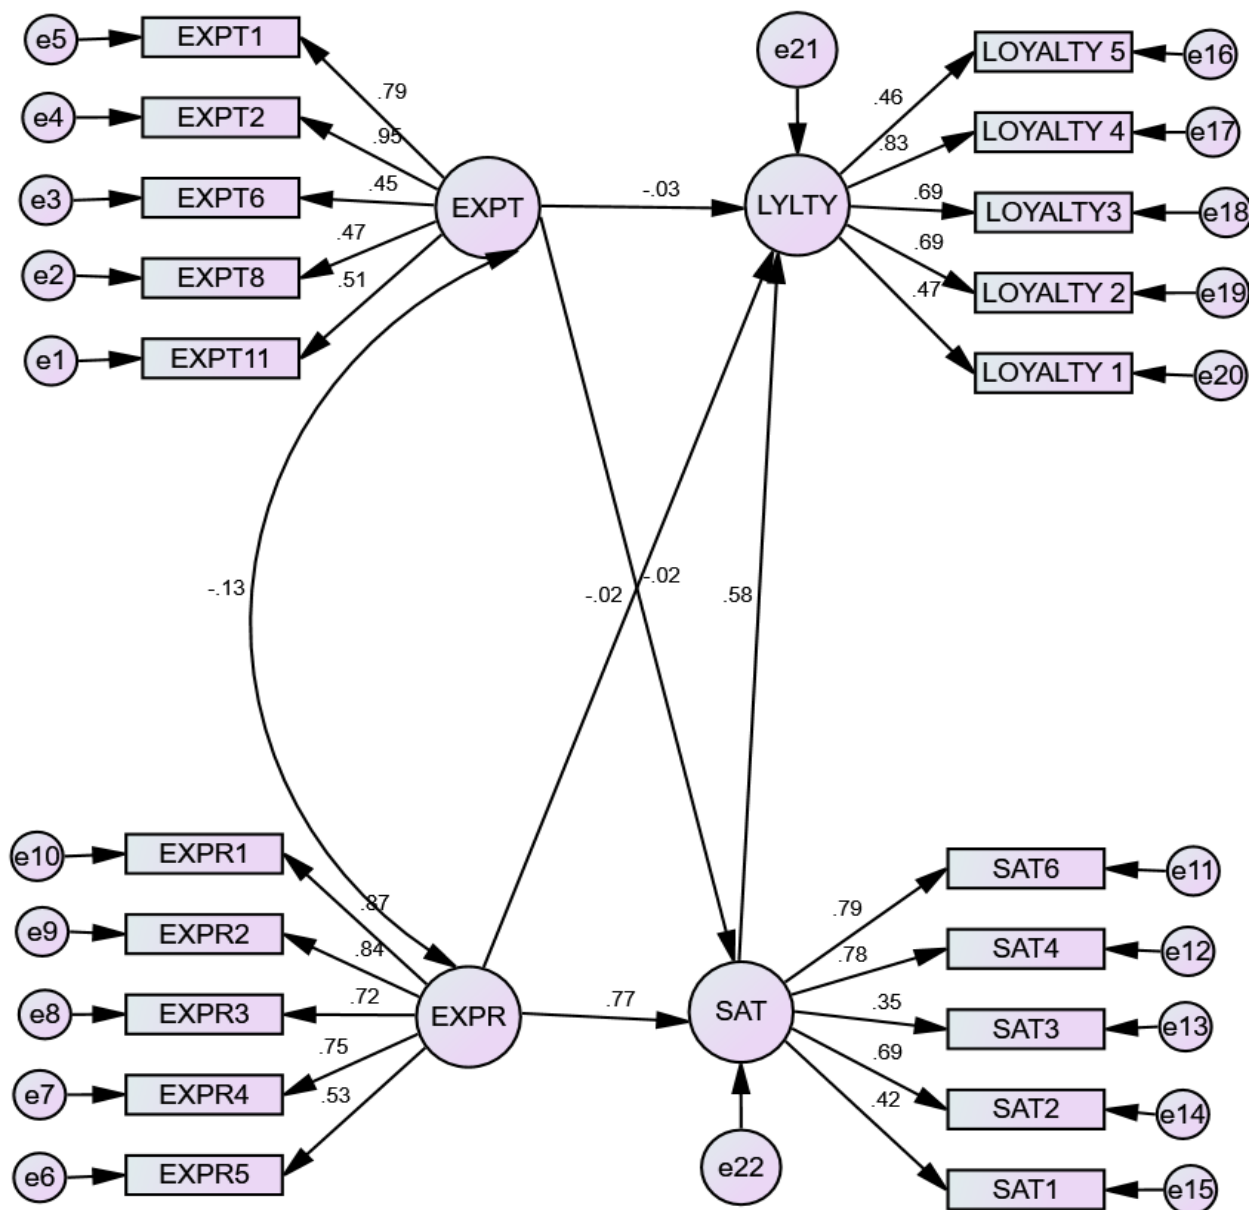 e5
EXPT1
e4
EXPT2
e3
EXPT6
e2
EXPT8
e1
EXPT11
.79
.95
.45
.47
.51
EXPT
-.03
e21
LYLTY
.46
.83
.69
.69
.47
LOYALTY 5
e16
LOYALTY 4
e17
LOYALTY3
e18
LOYALTY 2
e19
LOYALTY 1
e20
-.13
-.02
-.02
.58
e10
EXPR1
e9
EXPR2
e8
EXPR3
e7
EXPR4
e6
EXPR5
.87
.84
.72
.75
.53
EXPR
.77
SAT
e22
.79
.78
.35
.69
.42
SAT6
e11
SAT4
e12
SAT3
e13
SAT2
e14
SAT1
e15